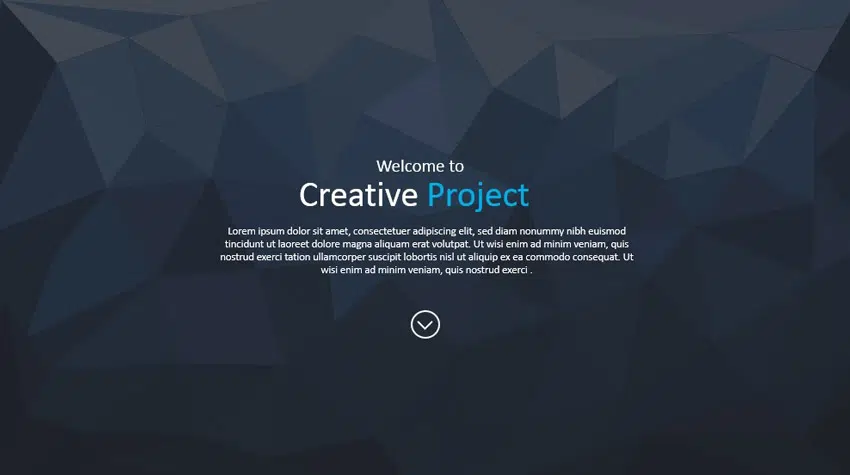 Welcome to
Creative Project
Lorem ipsum dolor sit amet, consectetuer adipiscing elit, sed diam nonummy nibh euismod
tincidunt ut laoreet dolore magna aliquam erat volutpat. Ut wisi enim ad minim veniam, quis
nostrud exerci tation ullamcorper suscipit lobortis nisl ut aliquip ex ea commodo consequat. Ut
wisi enim ad minim veniam, quis nostrud exerci .